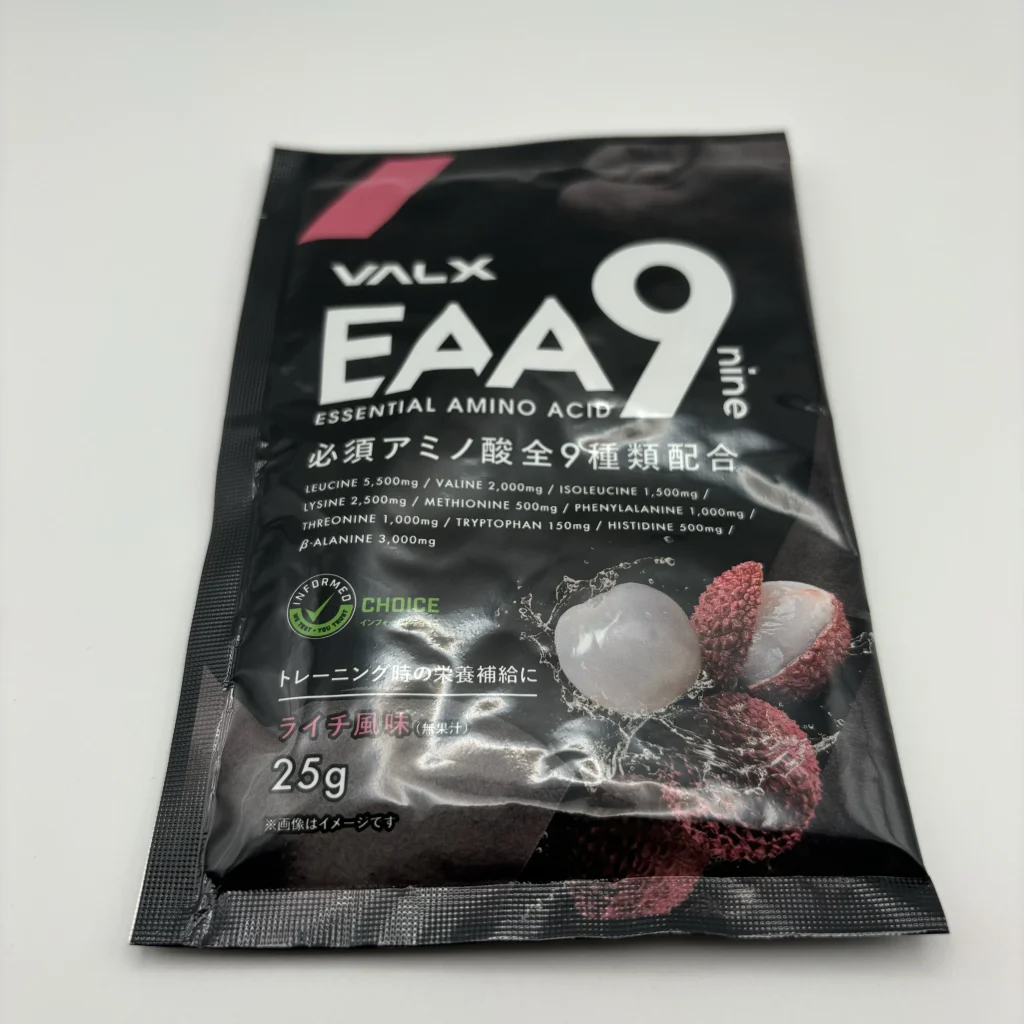 VALX
EAA9
nine
ESSENTIAL AMINO ACID
必須アミノ酸全9種類配合
LEUCINE 5,500mg / VALINE 2,000mg / ISOLEUCINE 1,500mg /
LYSINE 2,500mg / METHIONINE 500mg / PHENYLALANINE 1,000mg /
THREONINE 1,000mg / TRYPTOPHAN 150mg / HISTIDINE 500mg /
β-ALANINE 3,000mg
INFORMED
WE TEST • YOU TRUST
CHOICE
トレーニング時の栄養補給に
ライチ風味(無果汁)
25g
※画像はイメージです